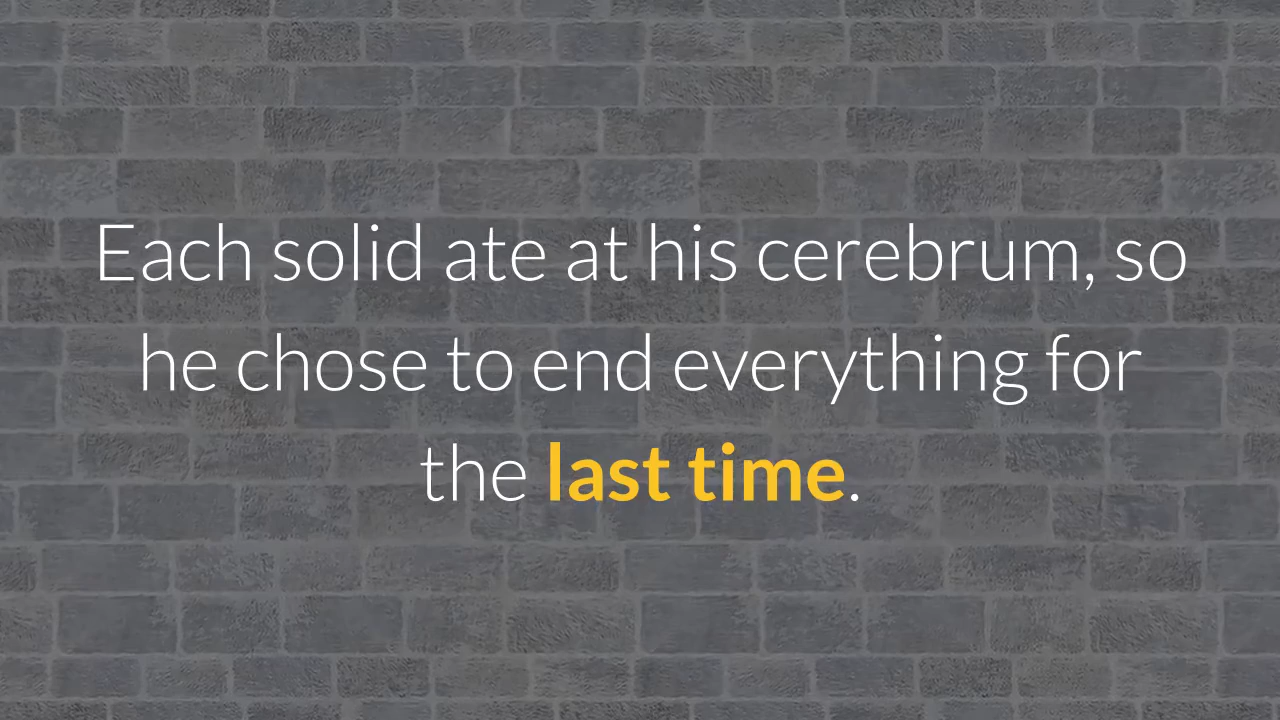 Each solid ate at his cerebrum, so
he chose to end everything for
the last time.